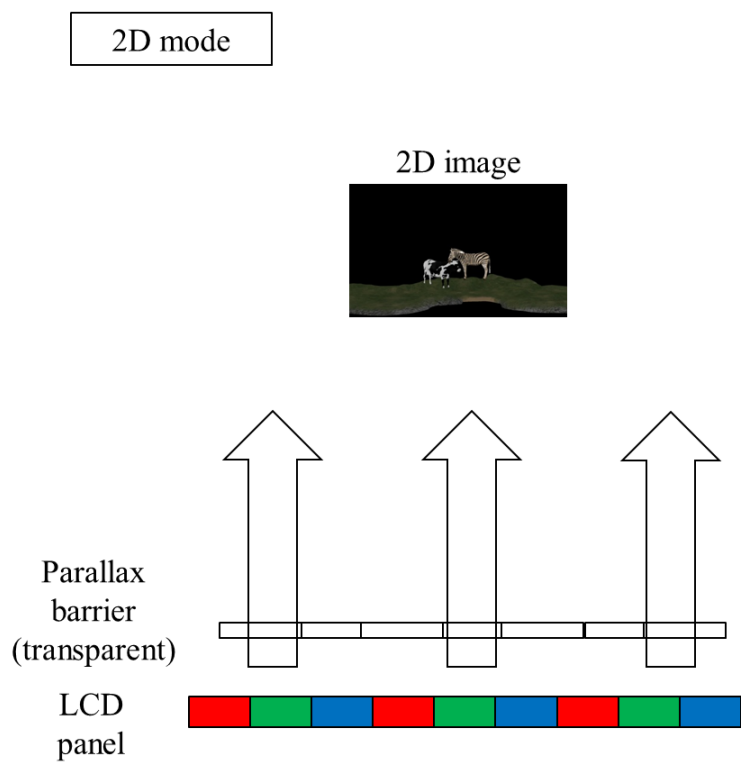 2D mode
2D image
Parallax
barrier
(transparent)
LCD
panel